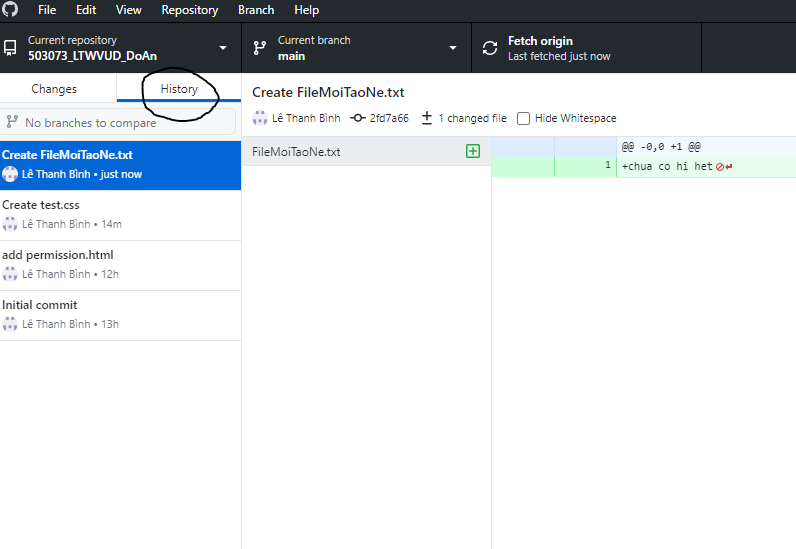 File Edit View Repository Branch Help
Current repository
503073_LTWVUD_DoAn
Current branch
main
Fetch origin
Last fetched just now
Changes
History
No branches to compare
Create FileMoiTaoNe.txt
Lê Thanh Bình • just now
Create test.css
Lê Thanh Bình • 14m
add permission.html
Lê Thanh Bình • 12h
Initial commit
Lê Thanh Bình • 13h
Create FileMoiTaoNe.txt
Lê Thanh Bình 2fd7a66 1 changed file Hide Whitespace
FileMoiTaoNe.txt
@@ -0,0 +1 @@
1 +chua co hi het